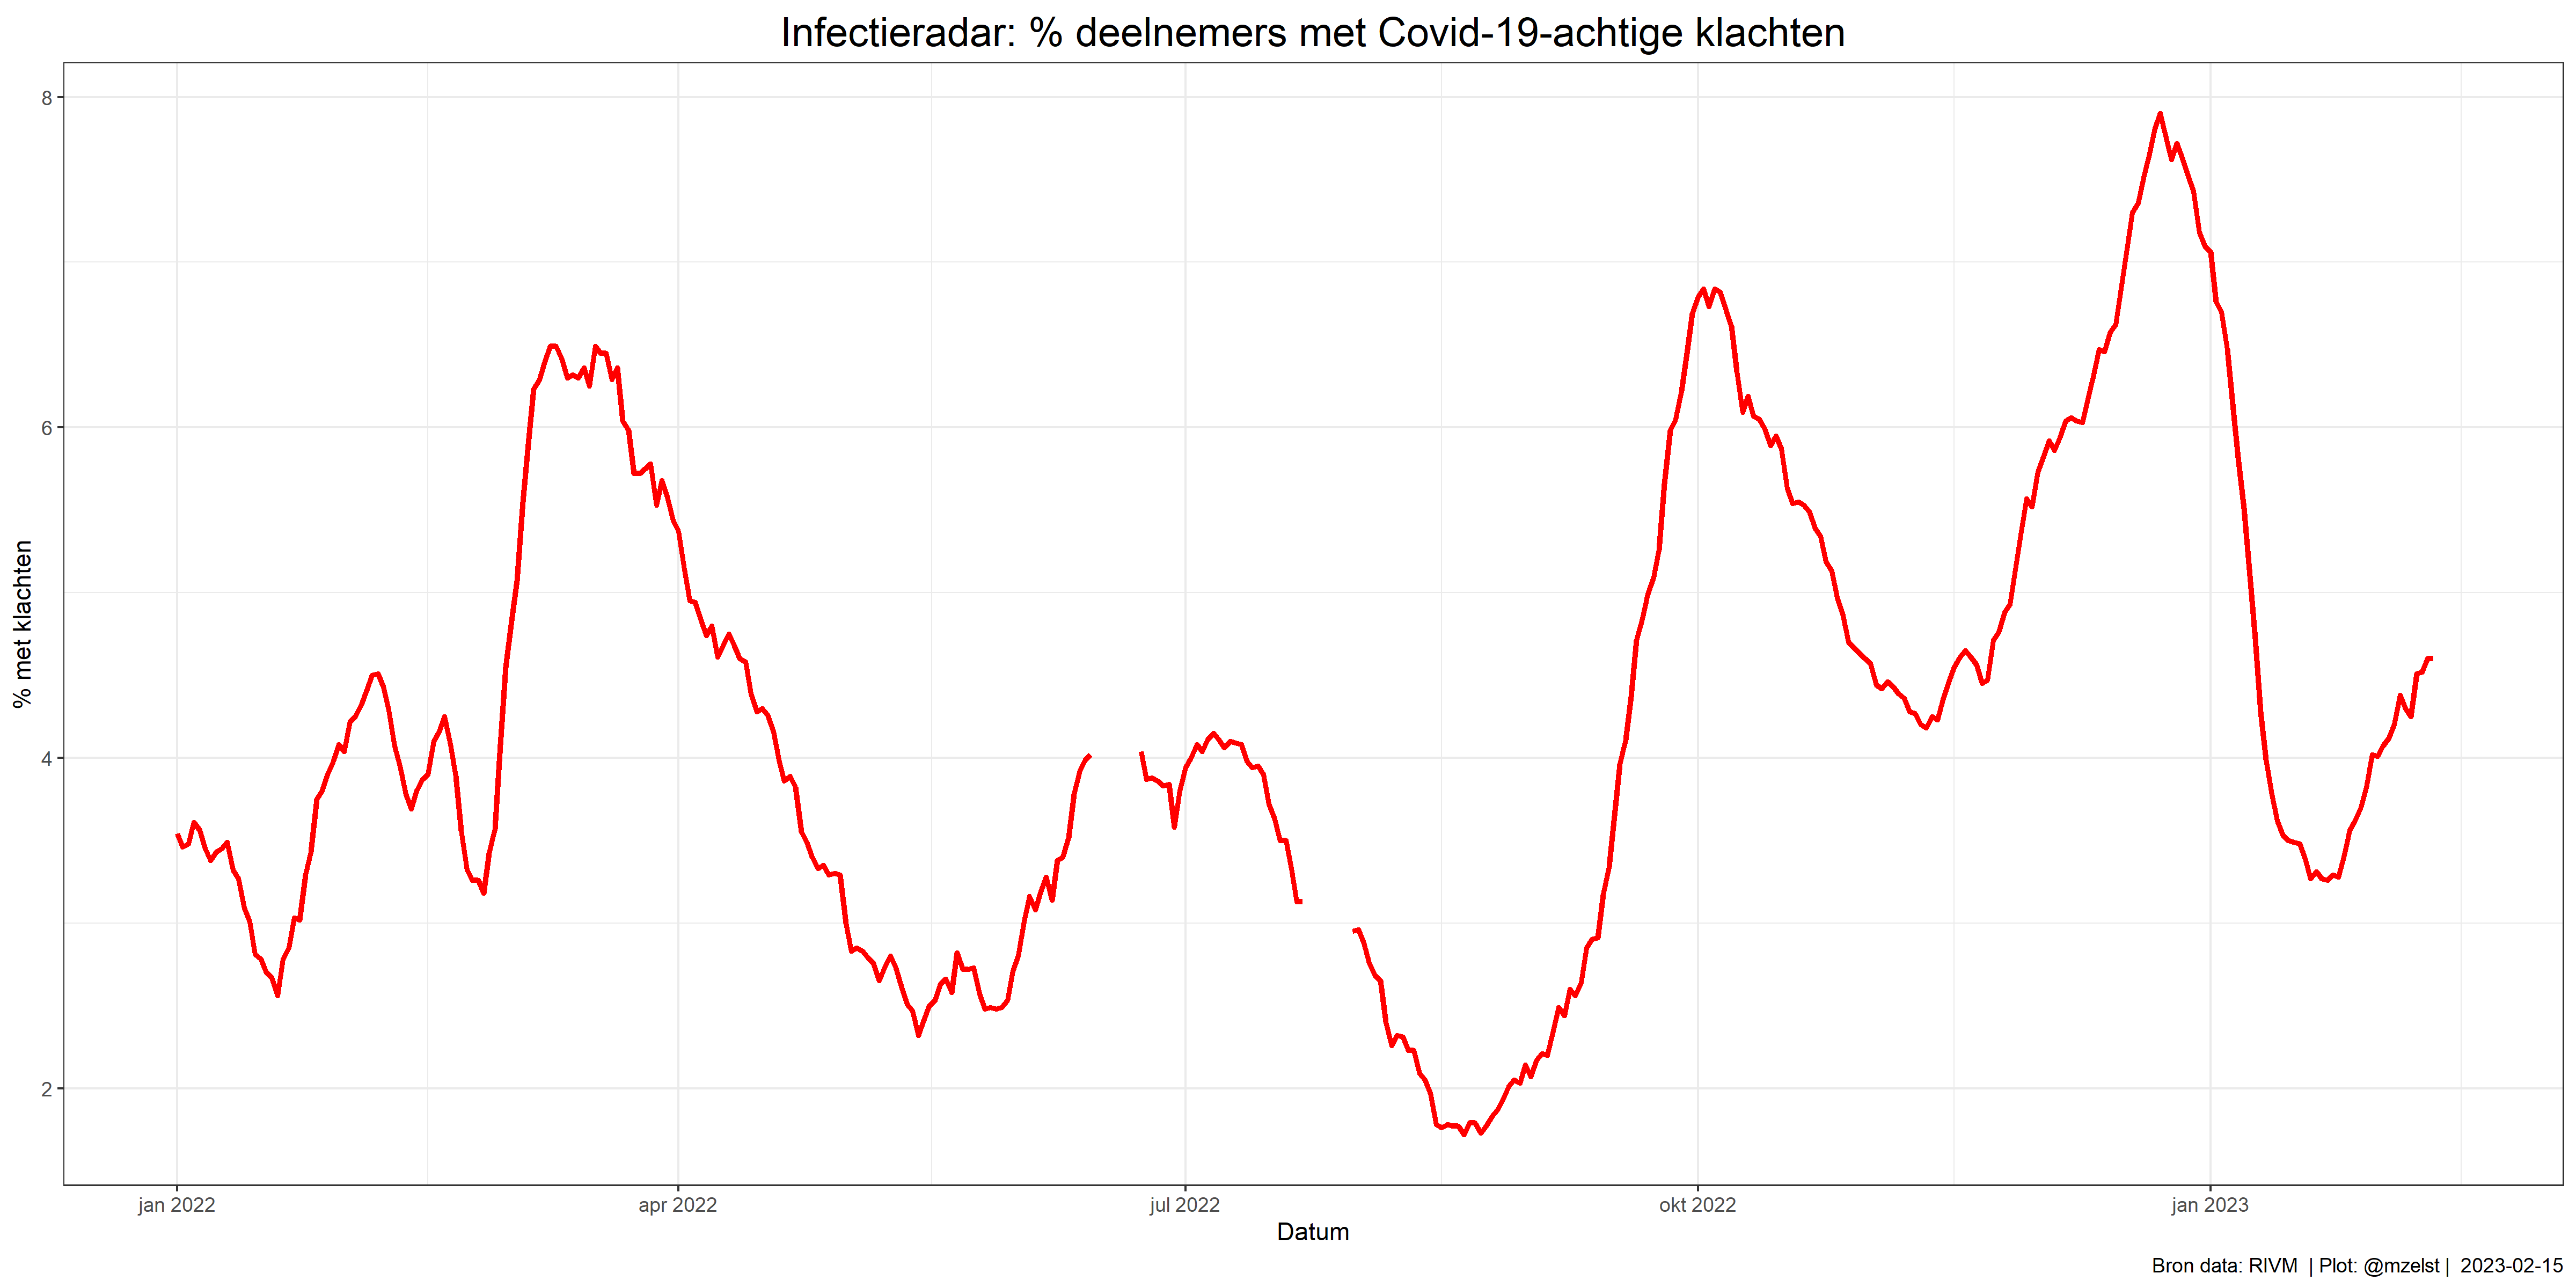 Infectieradar: % deelnemers met Covid-19-achtige klachten
% met klachten
8
6
4
2
jan 2022
apr 2022
jul 2022
okt 2022
jan 2023
Datum
Bron data: RIVM | Plot: @mzelst | 2023-02-15